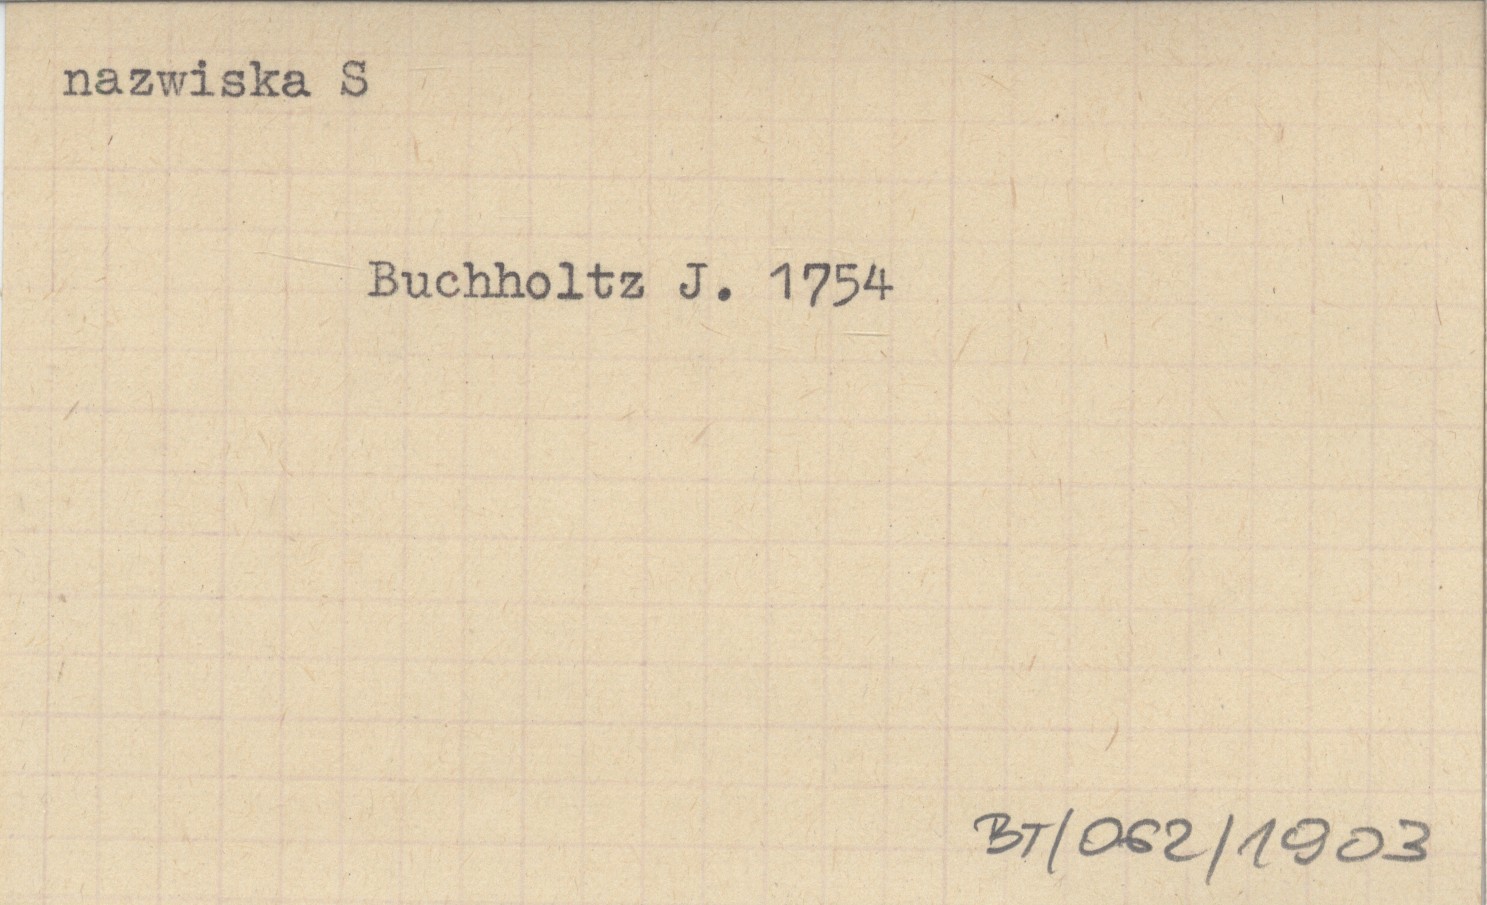 nazwiska S
Buchholtz J. 1754
BT/062/1903